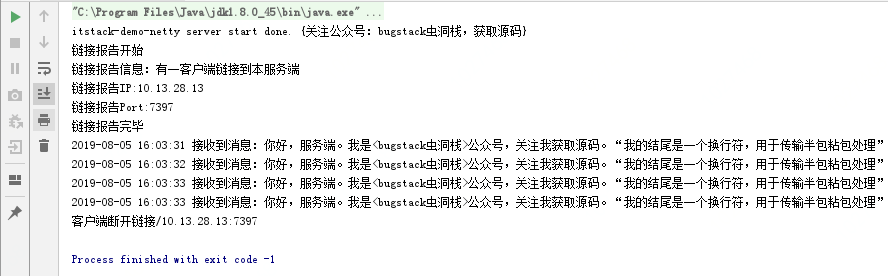 "C:\Program Files\Java\jdk1.8.0_45\bin\java.exe" ...
itstack-demo-netty server start done. {关注公众号：bugstack虫洞栈，获取源码}
链接报告开始
链接报告信息：有一客户端链接到本服务端
链接报告IP:10.13.28.13
链接报告Port:7397
链接报告完毕
2019-08-05 16:03:31 接收到消息：你好，服务端。我是<bugstack虫洞栈>公众号，关注我获取源码。“我的结尾是一个换行符，用于传输半包粘包处理”
2019-08-05 16:03:32 接收到消息：你好，服务端。我是<bugstack虫洞栈>公众号，关注我获取源码。“我的结尾是一个换行符，用于传输半包粘包处理”
2019-08-05 16:03:33 接收到消息：你好，服务端。我是<bugstack虫洞栈>公众号，关注我获取源码。“我的结尾是一个换行符，用于传输半包粘包处理”
2019-08-05 16:03:33 接收到消息：你好，服务端。我是<bugstack虫洞栈>公众号，关注我获取源码。“我的结尾是一个换行符，用于传输半包粘包处理”
客户端断开链接/10.13.28.13:7397
Process finished with exit code -1